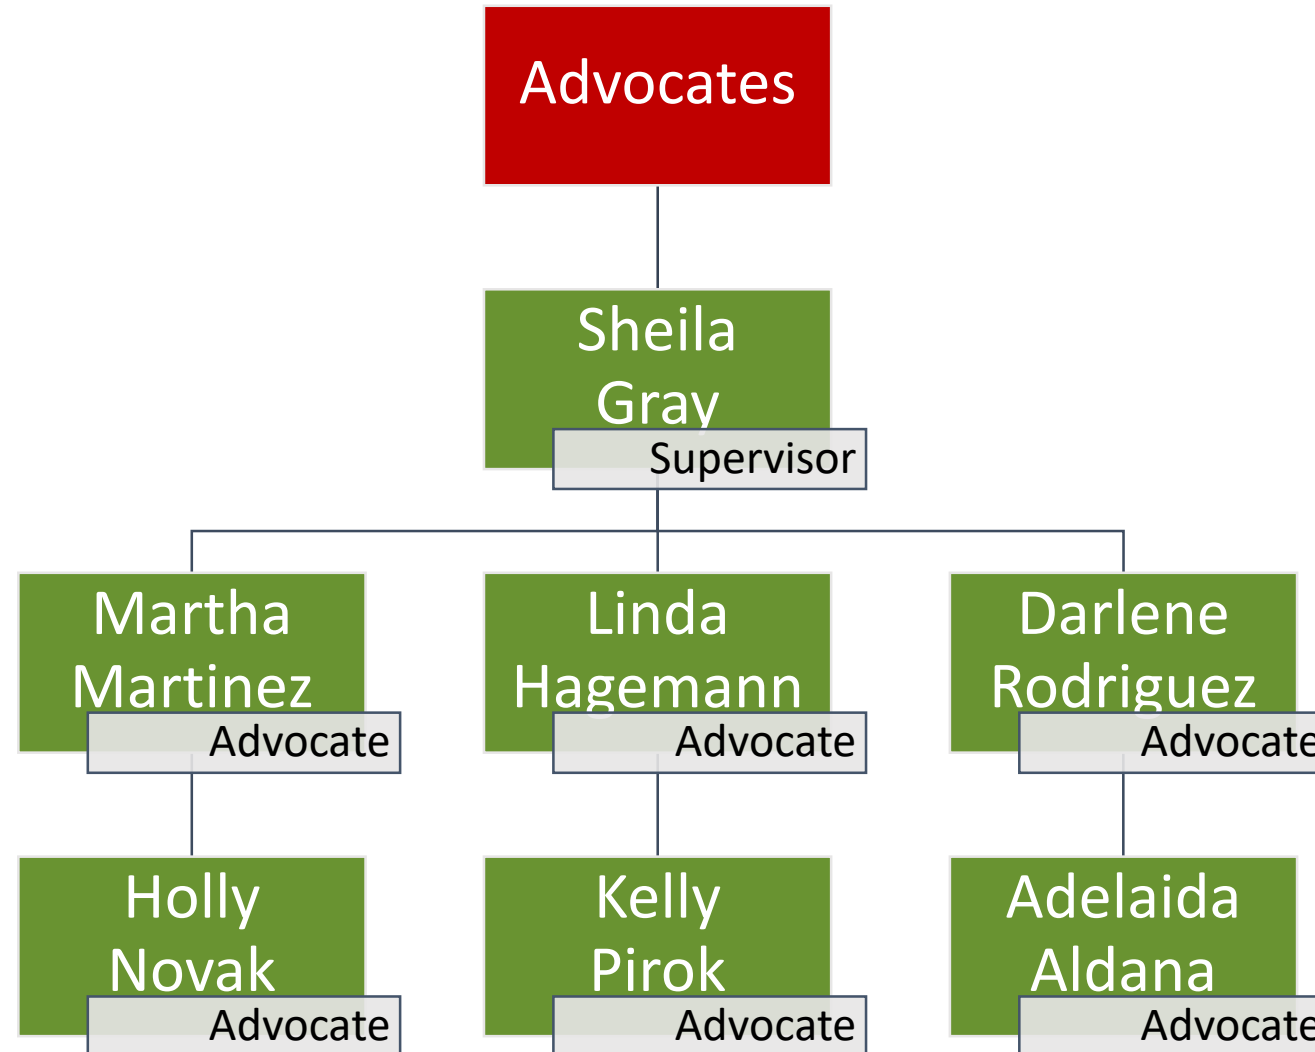 Advocates
Sheila
Gray
Supervisor
Martha
Martinez
Advocate
Linda
Hagemann
Advocate
Darlene
Rodriguez
Advocate
Holly
Novak
Advocate
Kelly
Pirok
Advocate
Adelaida
Aldana
Advocate